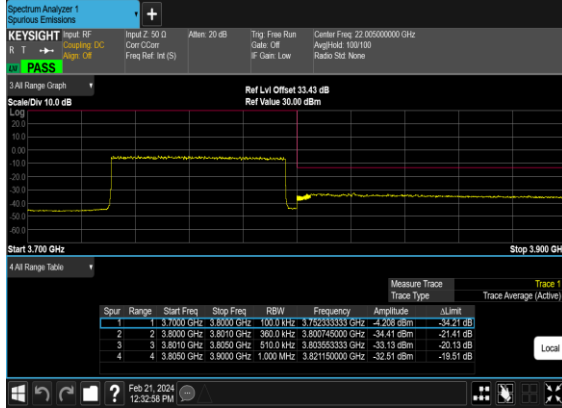 Spectrum Analyzer 1
Spurious Emissions
KEYSIGHT Input: RF
R T Coupling: DC
Align: Off
Input Z: 50 Ω
Corr CCorr
Freq Ref: Int (S)
Atten: 20 dB
Trig: Free Run
Gate: Off
IF Gain: Low
Center Freq: 22.005000000 GHz
Avg|Hold: 100/100
Radio Std: None
PASS
3 All Range Graph
Scale/Div 10.0 dB
Ref Lvl Offset 33.43 dB
Ref Value 30.00 dBm
Log
20.0
10.0
0.00
-10.0
-20.0
-30.0
-40.0
-50.0
-60.0
Start 3.700 GHz
Stop 3.900 GH
4 All Range Table
Measure Trace Trace 1
Trace Type Trace Average (Active)
Spur Range Start Freq Stop Freq RBW Frequency Amplitude ΔLimit
1 1 3.7000 GHz 3.8000 GHz 100.0 kHz 3.752333333 GHz -4.208 dBm -34.21 dB
2 2 3.8000 GHz 3.8010 GHz 360.0 kHz 3.800745000 GHz -34.41 dBm -21.41 dB
3 3 3.8010 GHz 3.8050 GHz 510.0 kHz 3.803553333 GHz -33.13 dBm -20.13 dB
4 4 3.8050 GHz 3.9000 GHz 1.000 MHz 3.821150000 GHz -32.51 dBm -19.51 dB
Local
Feb 21, 2024
12:32:58 PM